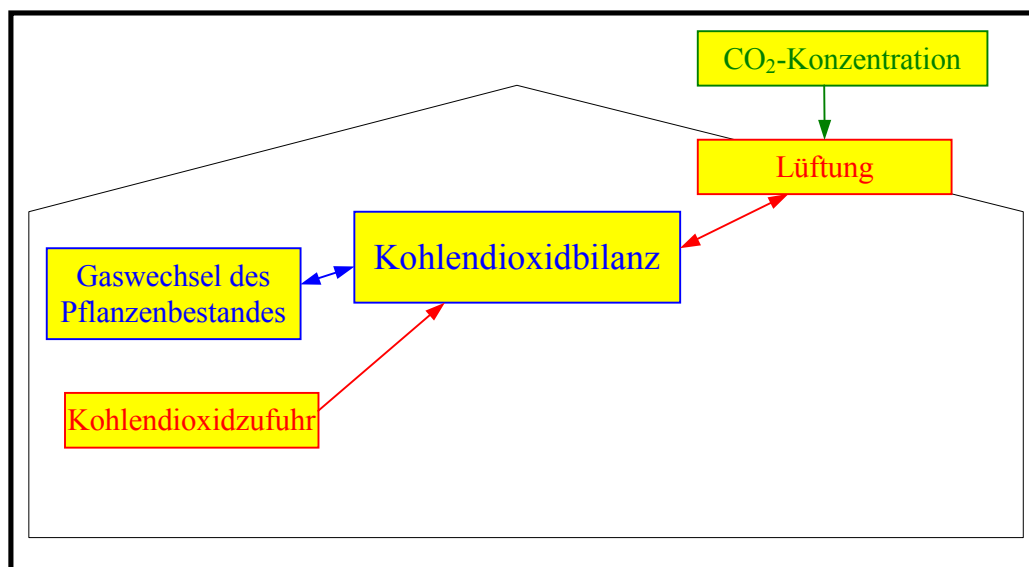 CO₂-Konzentration
Lüftung
Kohlendioxidbilanz
Gaswechsel des
Pflanzenbestandes
Kohlendioxidzufuhr